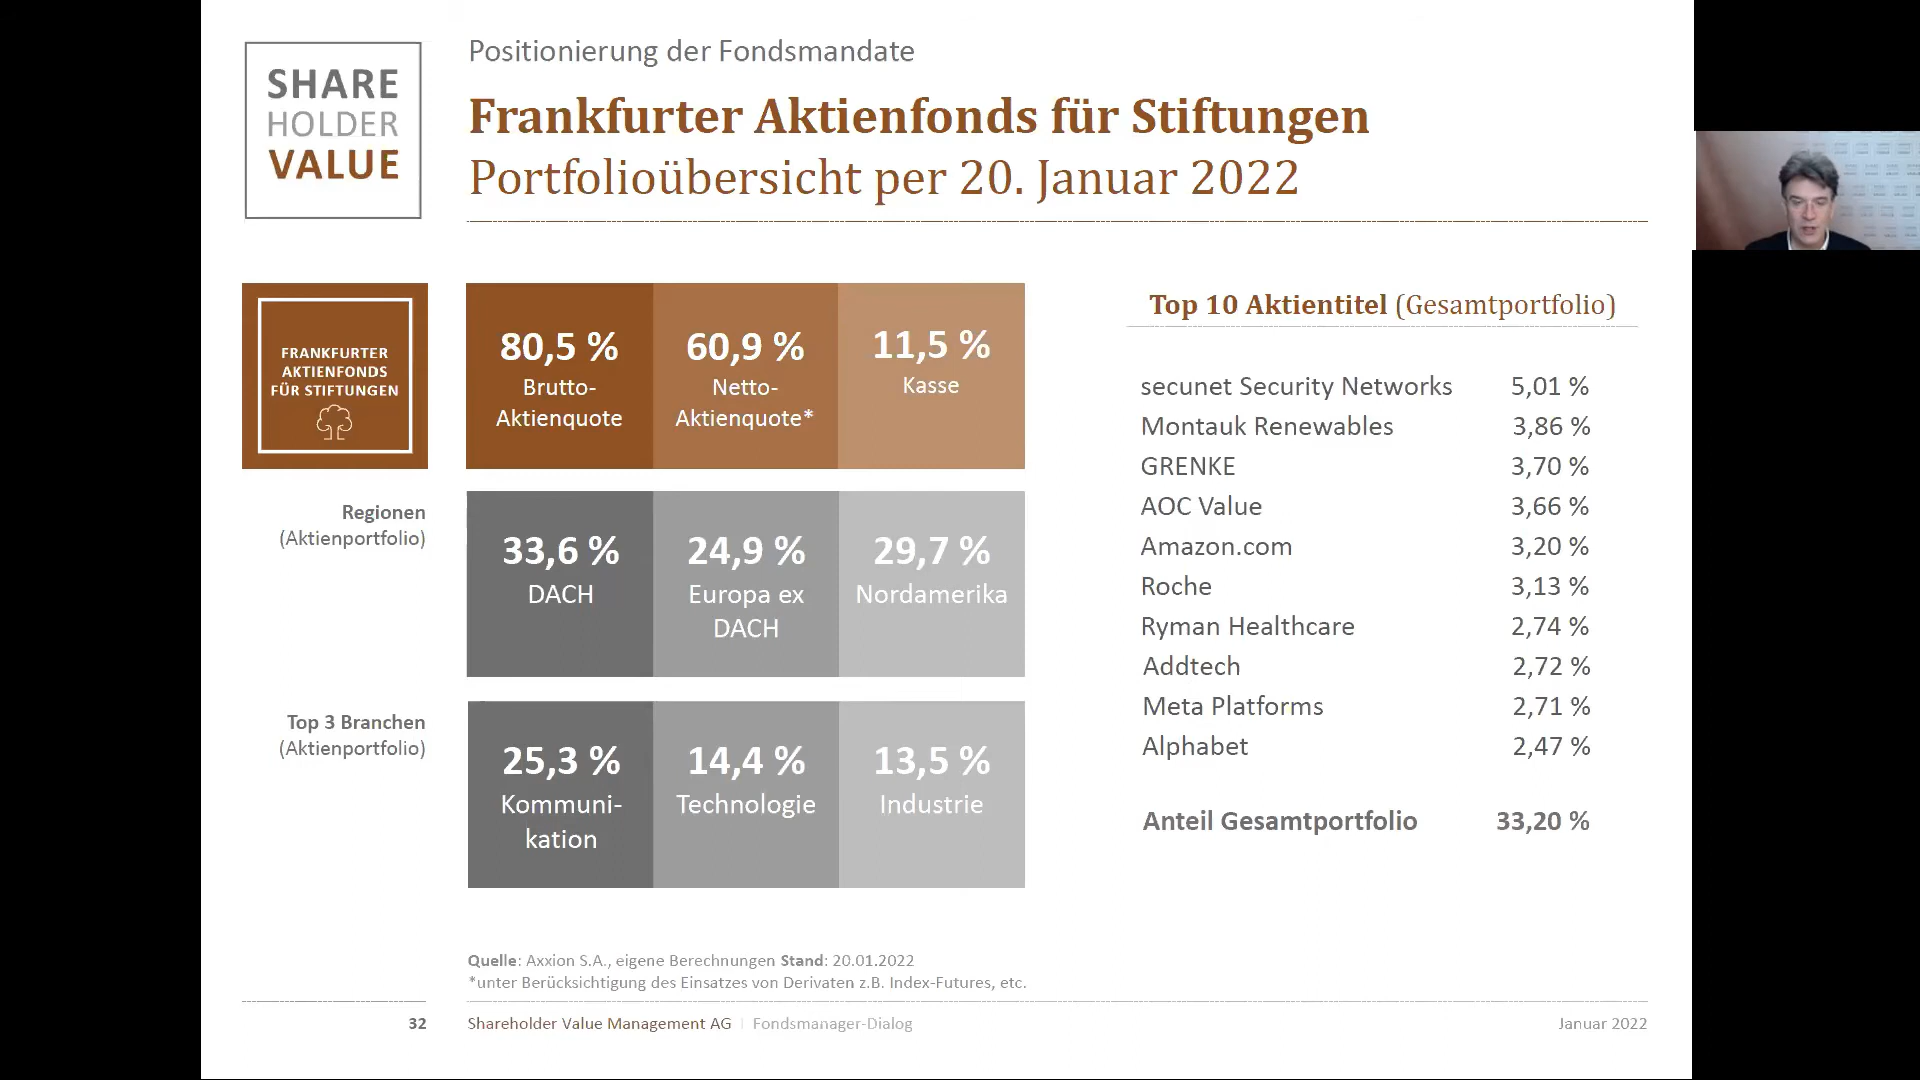 SHARE
HOLDER
VALUE
Positionierung der Fondsmandate
Frankfurter Aktienfonds für Stiftungen
Portfolioübersicht per 20. Januar 2022
FRANKFURTER
AKTIENFONDS
FÜR STIFTUNGEN
80,5 %
Brutto-
Aktienquote
60,9 %
Netto-
Aktienquote*
11,5 %
Kasse
Regionen
(Aktienportfolio)
33,6 %
DACH
24,9 %
Europa ex
DACH
29,7 %
Nordamerika
Top 3 Branchen
(Aktienportfolio)
25,3 %
Kommuni-
kation
14,4 %
Technologie
13,5 %
Industrie
Top 10 Aktientitel (Gesamtportfolio)
secunet Security Networks 5,01 %
Montauk Renewables 3,86 %
GRENKE 3,70 %
AOC Value 3,66 %
Amazon.com 3,20 %
Roche 3,13 %
Ryman Healthcare 2,74 %
Addtech 2,72 %
Meta Platforms 2,71 %
Alphabet 2,47 %
Anteil Gesamtportfolio 33,20 %
Quelle: Axxion S.A., eigene Berechnungen Stand: 20.01.2022
*unter Berücksichtigung des Einsatzes von Derivaten z.B. Index-Futures, etc.
32 Shareholder Value Management AG | Fondsmanager-Dialog Januar 2022